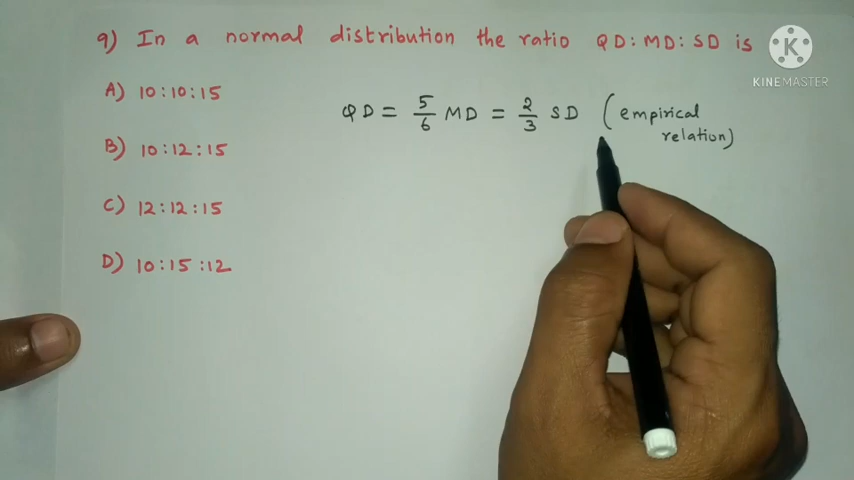 9) In a normal distribution the ratio QD: MD: SD is
A) 10:10:15
B) 10:12:15
C) 12:12:15
D) 10:15:12
QD = 5/6 MD = 2/3 SD (empirical
relation)
K
KINEMASTER